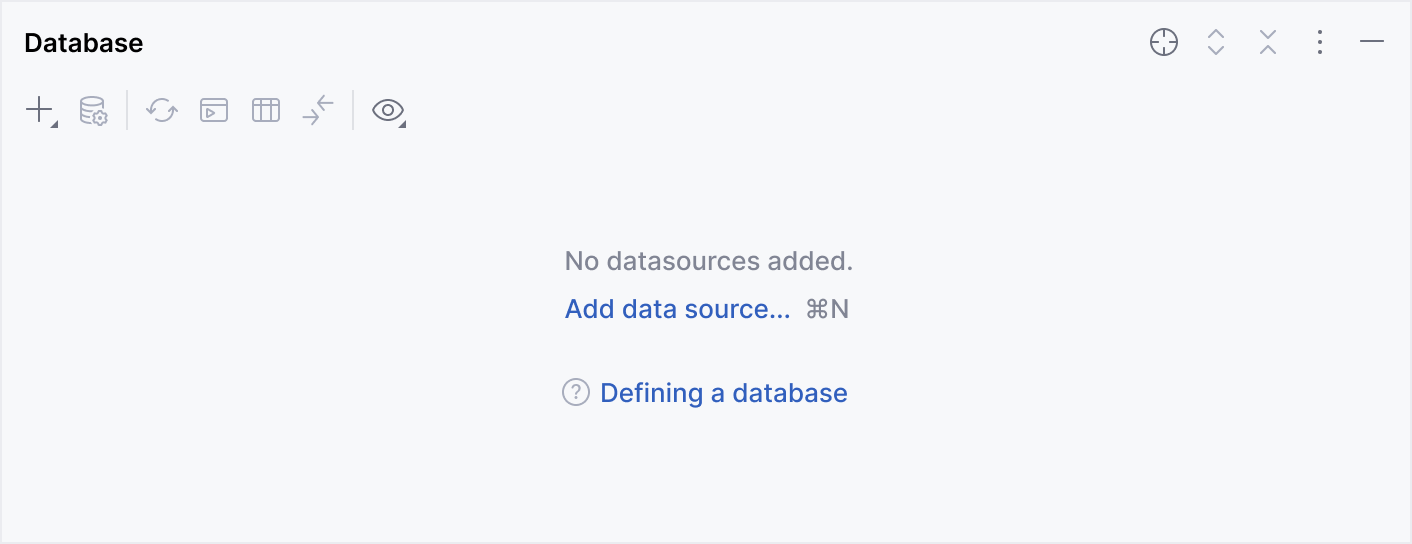 Database
No datasources added.
Add data source... ⌘N
? Defining a database